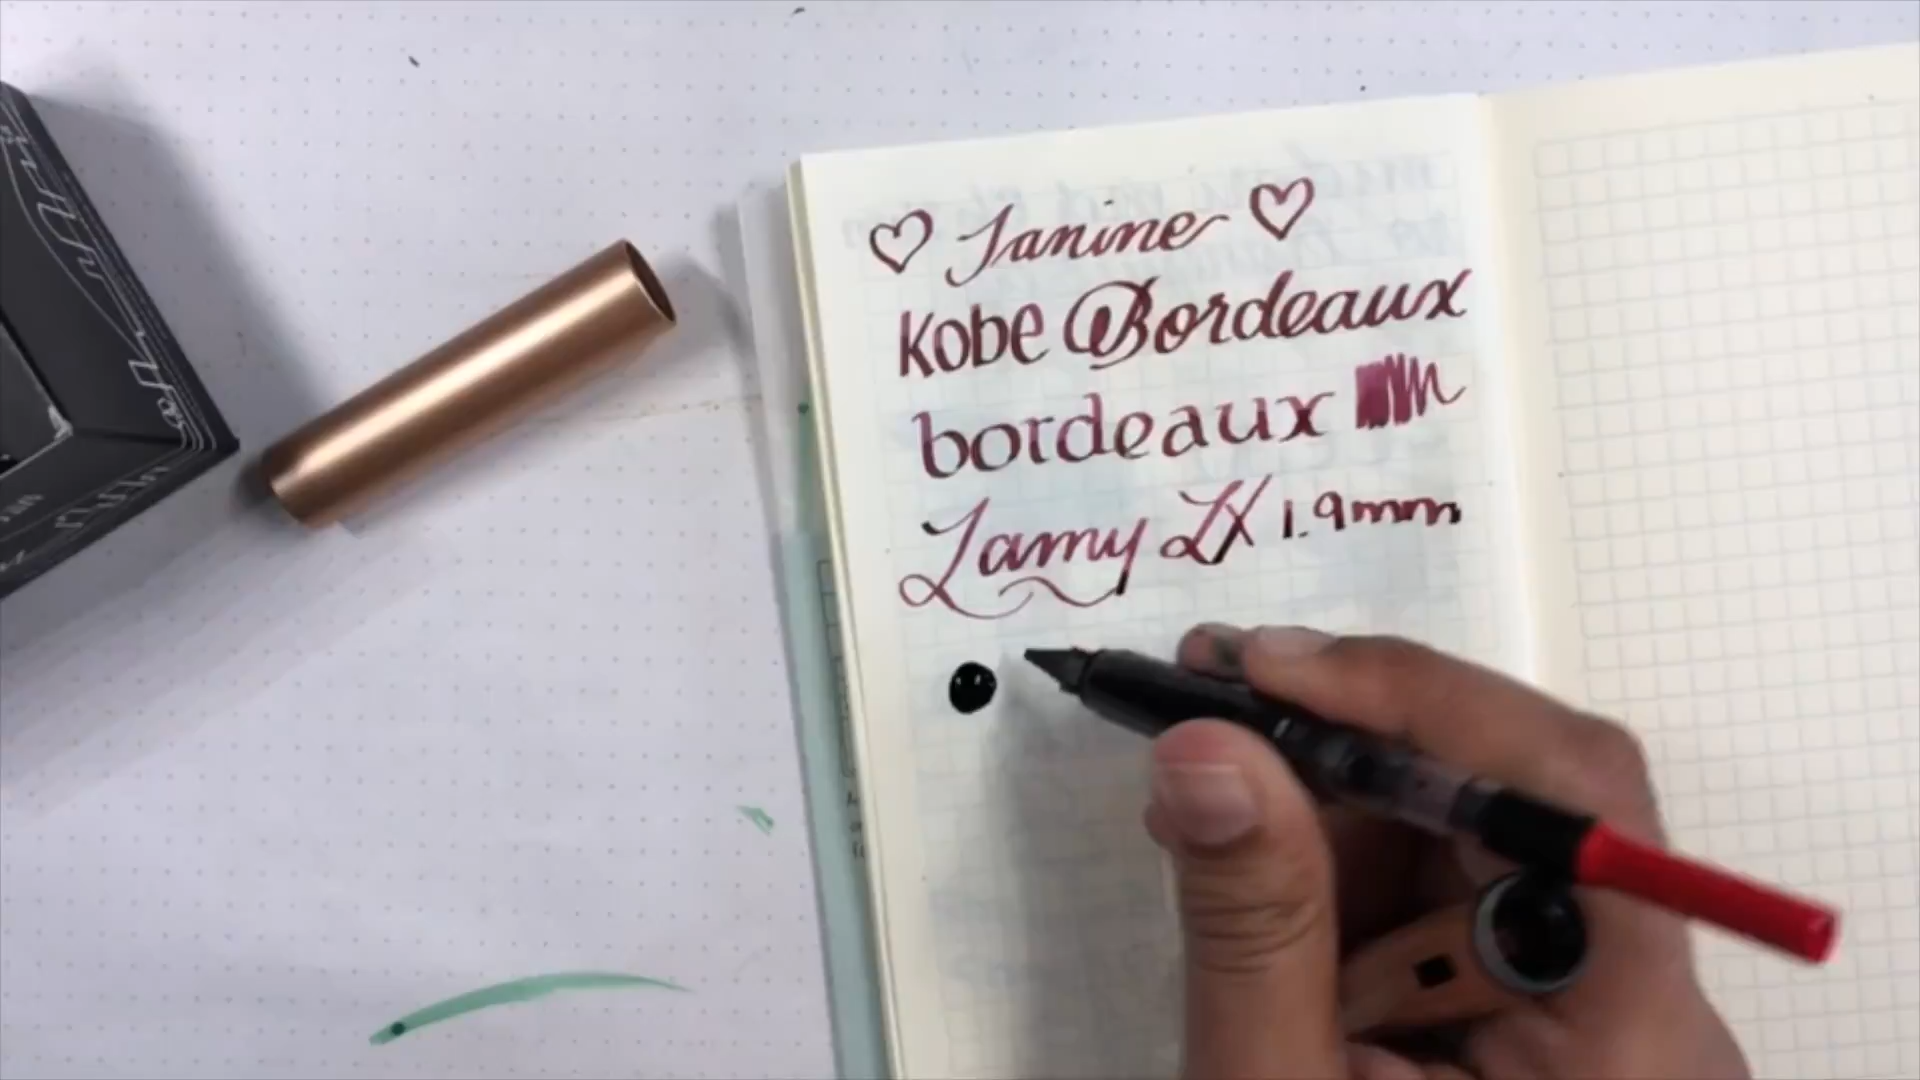 ♡ Janine ♡
Kobe Bordeaux
bordeaux
Lamy LX 1.9mm